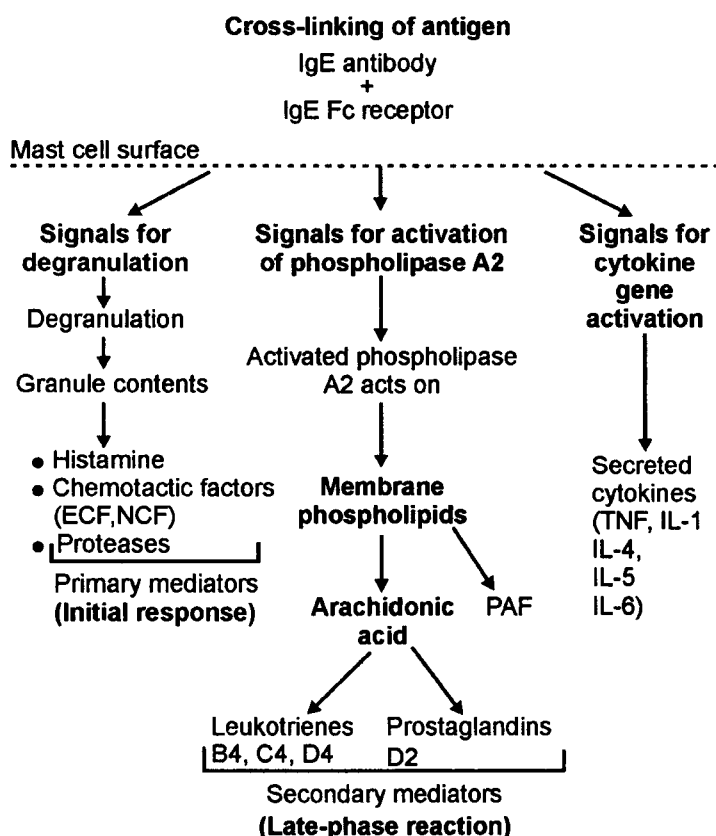 Cross-linking of antigen
IgE antibody
+
IgE Fc receptor
Mast cell surface
Signals for
degranulation
Degranulation
Granule contents
• Histamine
• Chemotactic factors
(ECF,NCF)
• Proteases
Primary mediators
(Initial response)
Signals for activation
of phospholipase A2
Activated phospholipase
A2 acts on
Membrane
phospholipids
Arachidonic
acid
PAF
Leukotrienes
B4, C4, D4
Prostaglandins
D2
Secondary mediators
(Late-phase reaction)
Signals for
cytokine
gene
activation
Secreted
cytokines
(TNF, IL-1
IL-4,
IL-5
IL-6)